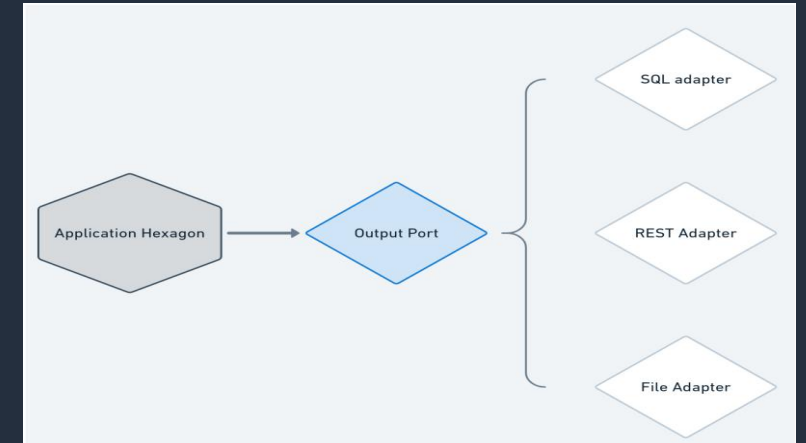 SQL adapter
Application Hexagon
Output Port
REST Adapter
File Adapter